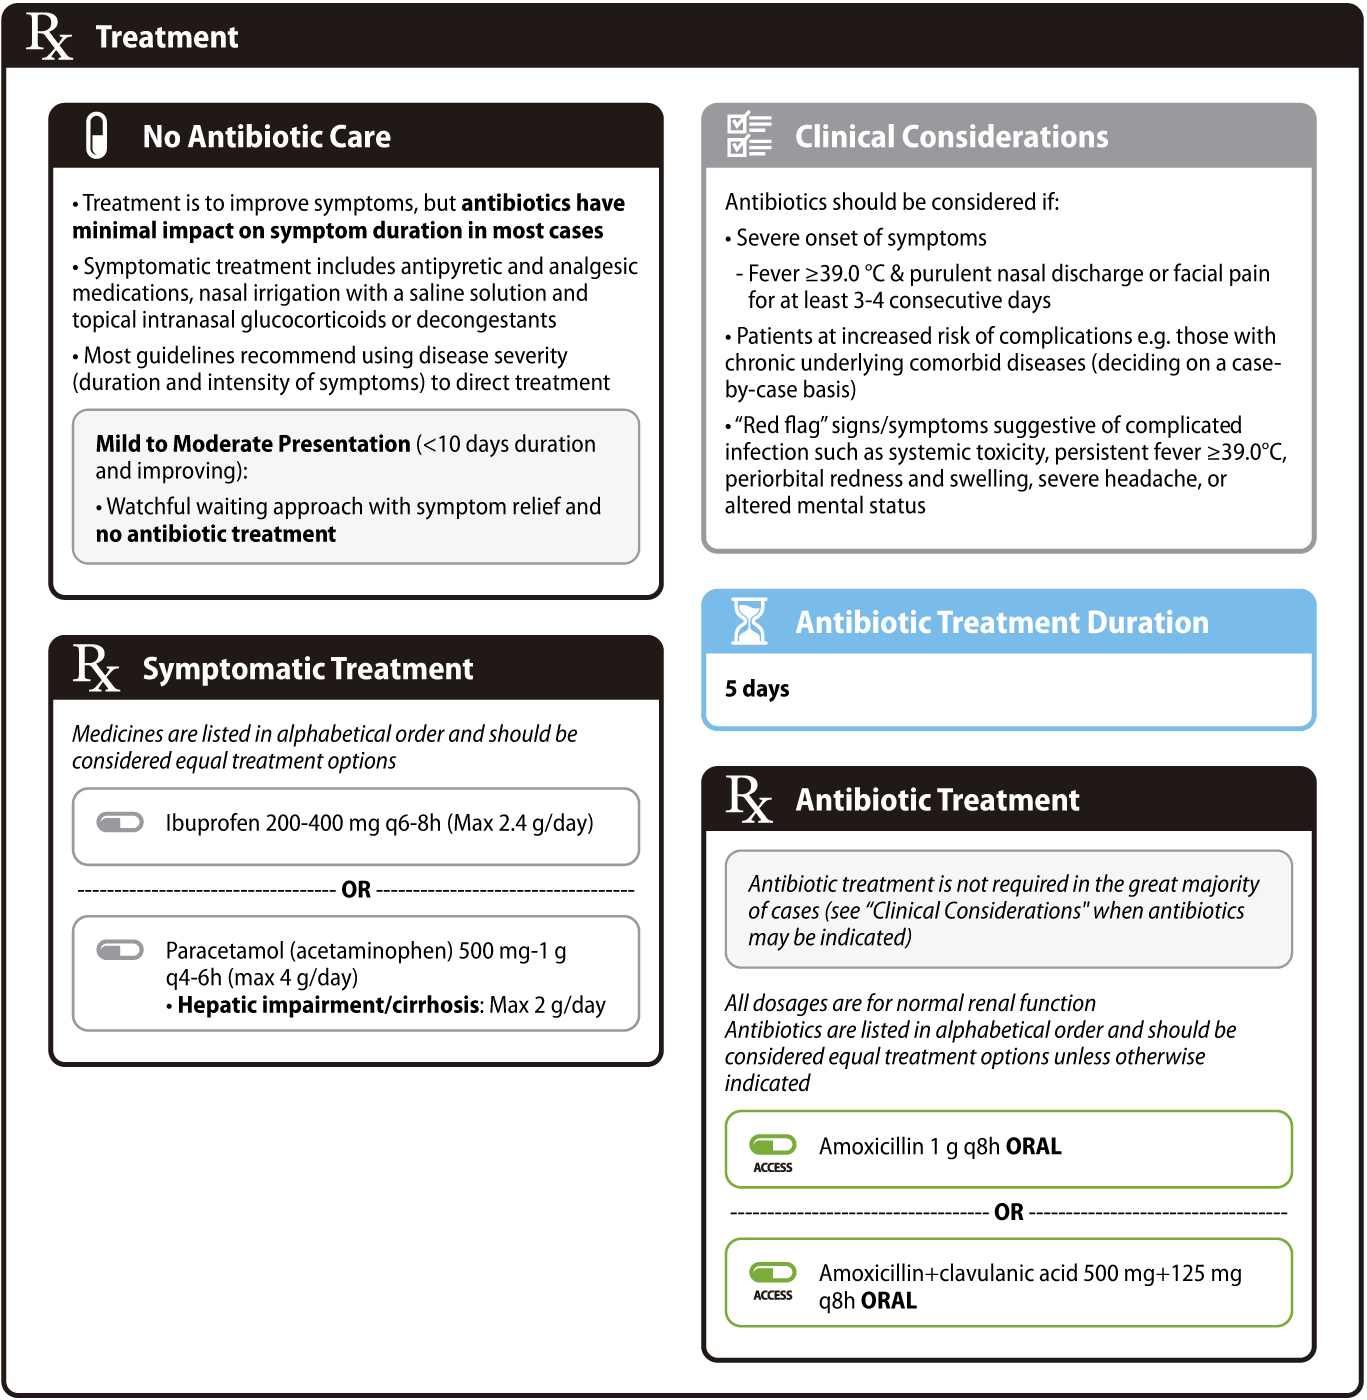 Rx Treatment
No Antibiotic Care
• Treatment is to improve symptoms, but antibiotics have
minimal impact on symptom duration in most cases
• Symptomatic treatment includes antipyretic and analgesic
medications, nasal irrigation with a saline solution and
topical intranasal glucocorticoids or decongestants
• Most guidelines recommend using disease severity
(duration and intensity of symptoms) to direct treatment
Mild to Moderate Presentation (<10 days duration
and improving):
• Watchful waiting approach with symptom relief and
no antibiotic treatment
Rx Symptomatic Treatment
Medicines are listed in alphabetical order and should be
considered equal treatment options
Ibuprofen 200-400 mg q6-8h (Max 2.4 g/day)
OR
Paracetamol (acetaminophen) 500 mg-1 g
q4-6h (max 4 g/day)
• Hepatic impairment/cirrhosis: Max 2 g/day
Clinical Considerations
Antibiotics should be considered if:
• Severe onset of symptoms
- Fever ≥39.0 °C & purulent nasal discharge or facial pain
for at least 3-4 consecutive days
• Patients at increased risk of complications e.g. those with
chronic underlying comorbid diseases (deciding on a case-
by-case basis)
• “Red flag” signs/symptoms suggestive of complicated
infection such as systemic toxicity, persistent fever ≥39.0°C,
periorbital redness and swelling, severe headache, or
altered mental status
Antibiotic Treatment Duration
5 days
Rx Antibiotic Treatment
Antibiotic treatment is not required in the great majority
of cases (see “Clinical Considerations" when antibiotics
may be indicated)
All dosages are for normal renal function
Antibiotics are listed in alphabetical order and should be
considered equal treatment options unless otherwise
indicated
Amoxicillin 1 g q8h ORAL
ACCESS
OR
Amoxicillin+clavulanic acid 500 mg+125 mg
q8h ORAL
ACCESS